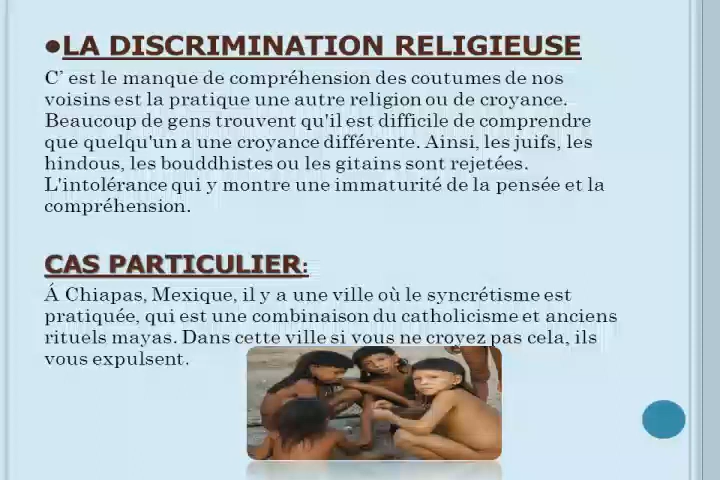 •LA DISCRIMINATION RELIGIEUSE
C' est le manque de compréhension des coutumes de nos
voisins est la pratique une autre religion ou de croyance.
Beaucoup de gens trouvent qu'il est difficile de comprendre
que quelqu'un a une croyance différente. Ainsi, les juifs, les
hindous, les bouddhistes ou les gitains sont rejetées.
L'intolérance qui y montre une immaturité de la pensée et la
compréhension.
CAS PARTICULIER:
Á Chiapas, Mexique, il y a une ville où le syncrétisme est
pratiquée, qui est une combinaison du catholicisme et anciens
rituels mayas. Dans cette ville si vous ne croyez pas cela, ils
vous expulsent.